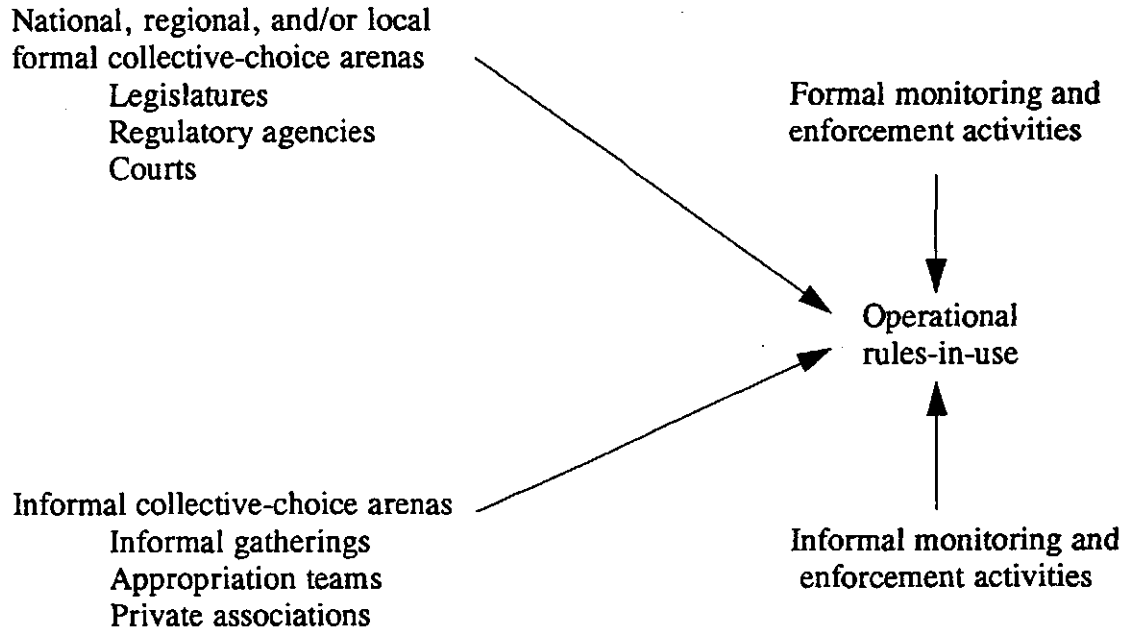 National, regional, and/or local
formal collective-choice arenas
Legislatures
Regulatory agencies
Courts
Formal monitoring and
enforcement activities
Operational
rules-in-use
Informal collective-choice arenas
Informal gatherings
Appropriation teams
Private associations
Informal monitoring and
enforcement activities